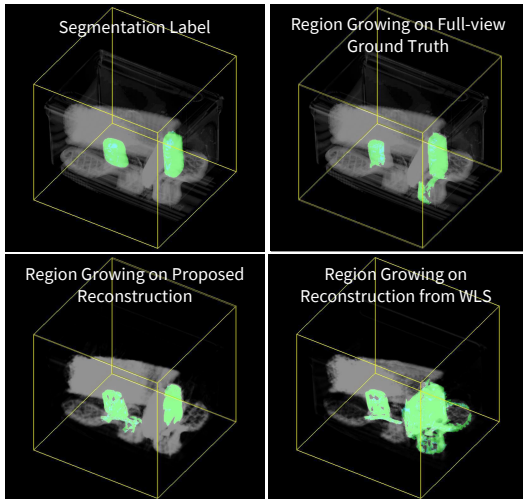 Segmentation Label
Region Growing on Full-view
Ground Truth
Region Growing on Proposed
Reconstruction
Region Growing on
Reconstruction from WLS